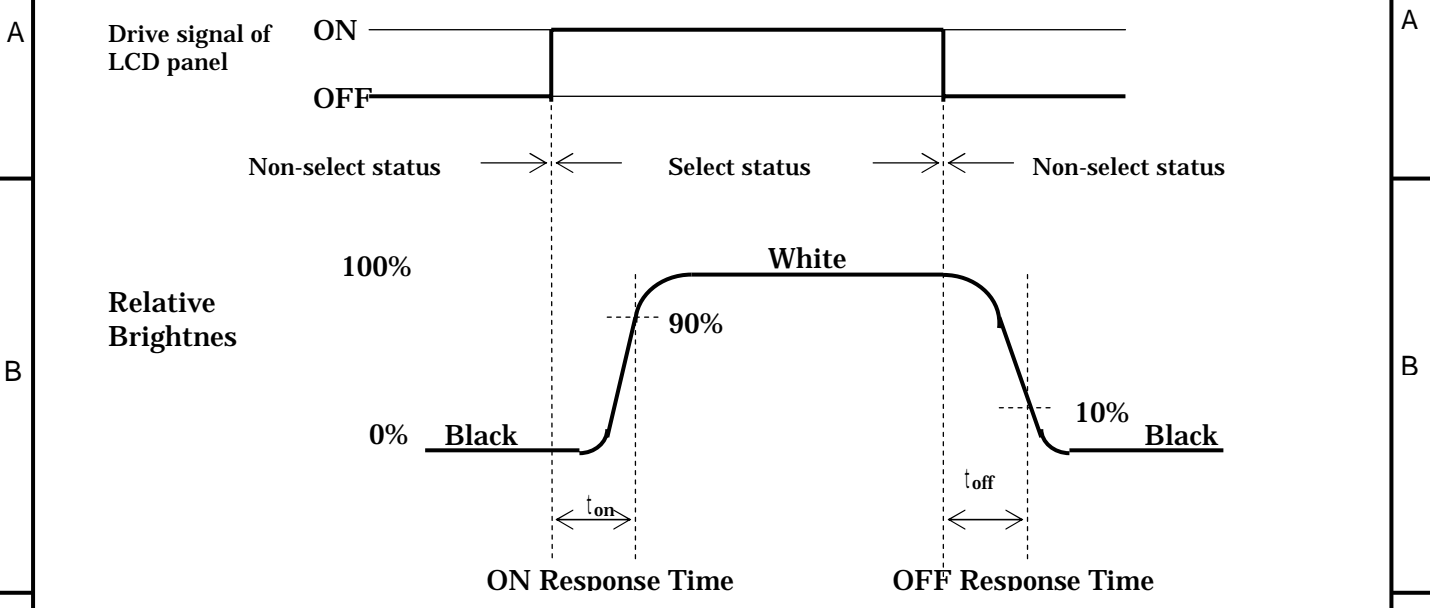 A
A
Drive signal of
LCD panel
ON
OFF
Non-select status
Select status
Non-select status
100%
White
Relative
Brightnes
90%
B
B
0%
Black
10%
Black
ton
toff
ON Response Time
OFF Response Time